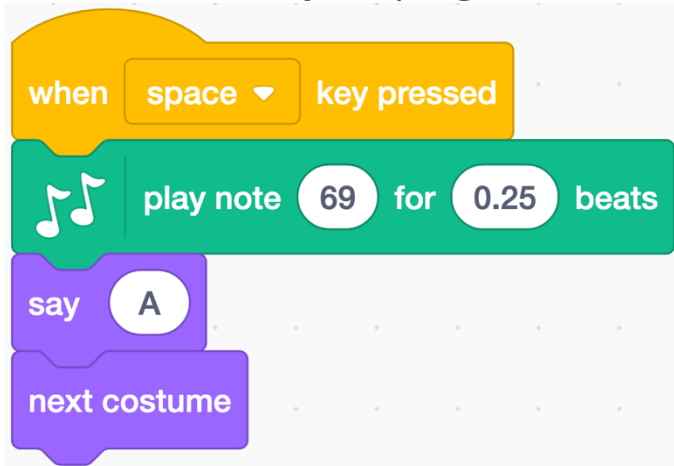 when space key pressed
play note 69 for 0.25 beats
say A
next costume